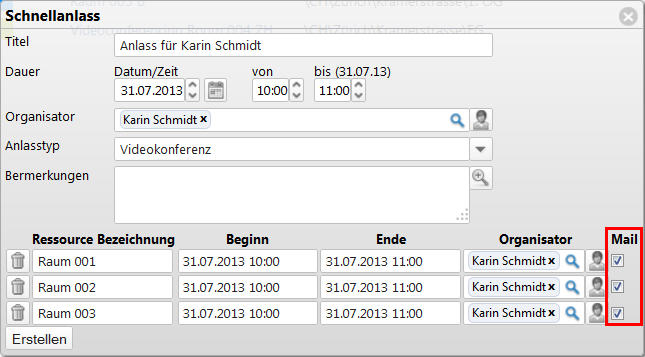 Schnellanlass
Titel Anlass für Karin Schmidt
Dauer Datum/Zeit von bis (31.07.13)
31.07.2013 10:00 11:00
Organisator Karin Schmidt x
Anlasstyp Videokonferenz
Bermerkungen
Ressource Bezeichnung Beginn Ende Organisator Mail
Raum 001 31.07.2013 10:00 31.07.2013 11:00 Karin Schmidt x
Raum 002 31.07.2013 10:00 31.07.2013 11:00 Karin Schmidt x
Raum 003 31.07.2013 10:00 31.07.2013 11:00 Karin Schmidt x
Erstellen